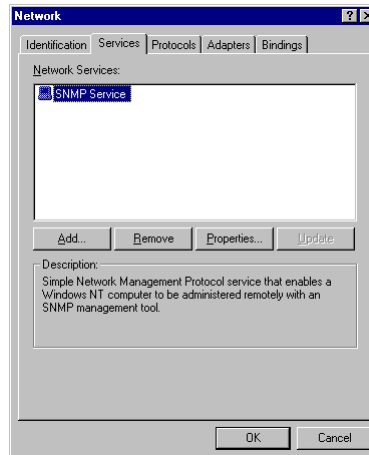 Network
Identification Services Protocols Adapters Bindings
Network Services:
SNMP Service
Add... Remove Properties... Update
Description:
Simple Network Management Protocol service that enables a
Windows NT computer to be administered remotely with an
SNMP management tool.
OK Cancel